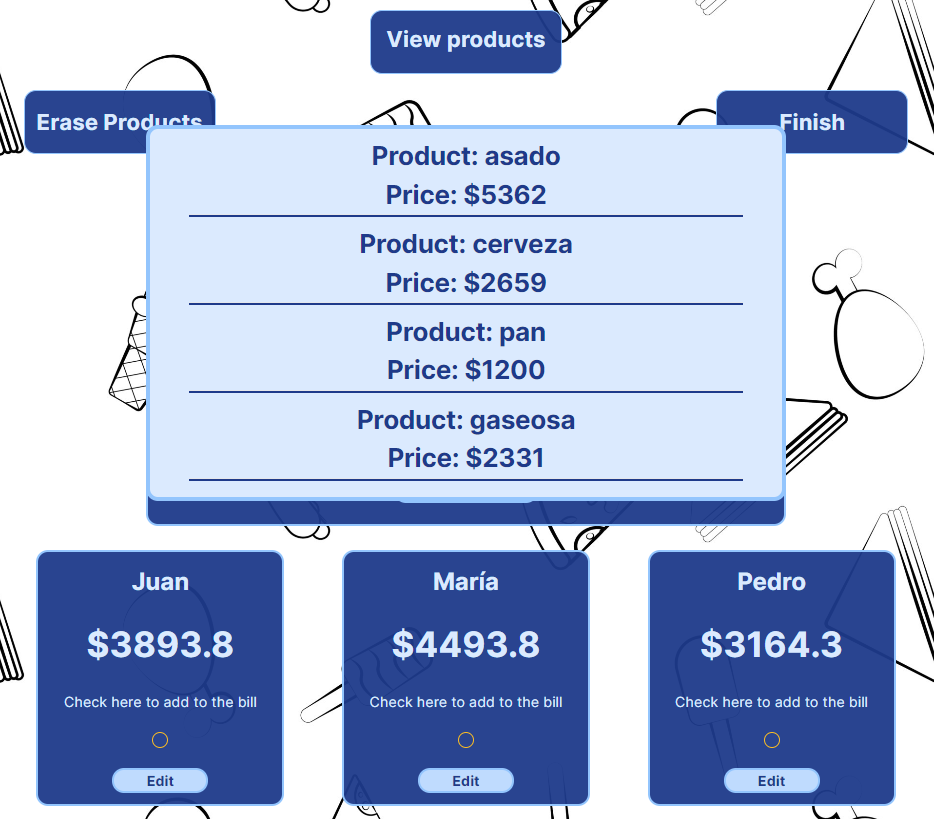 View products
Erase Products
Finish
Product: asado
Price: $5362
Product: cerveza
Price: $2659
Product: pan
Price: $1200
Product: gaseosa
Price: $2331
Juan
María
Pedro
$3893.8
$4493.8
$3164.3
Check here to add to the bill
Check here to add to the bill
Check here to add to the bill
Edit
Edit
Edit